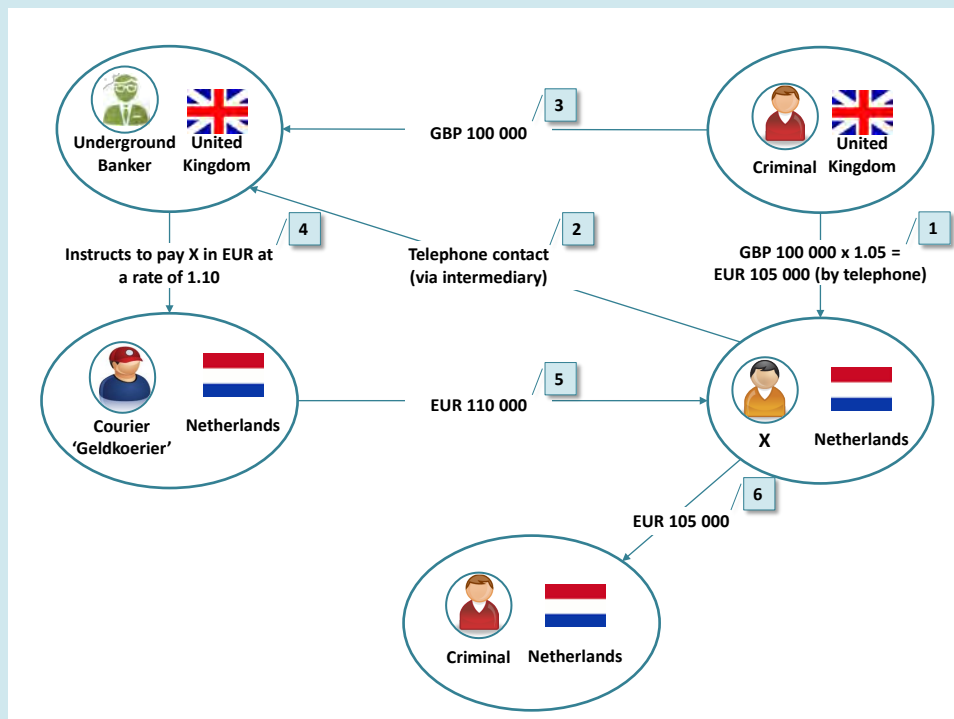 3
GBP 100 000
Underground
Banker
United
Kingdom
Criminal
United
Kingdom
4
Instructs to pay X in EUR at
a rate of 1.10
2
Telephone contact
(via intermediary)
1
GBP 100 000 x 1.05 =
EUR 105 000 (by telephone)
Courier
‘Geldkoerier’
Netherlands
5
EUR 110 000
X
Netherlands
6
EUR 105 000
Criminal
Netherlands